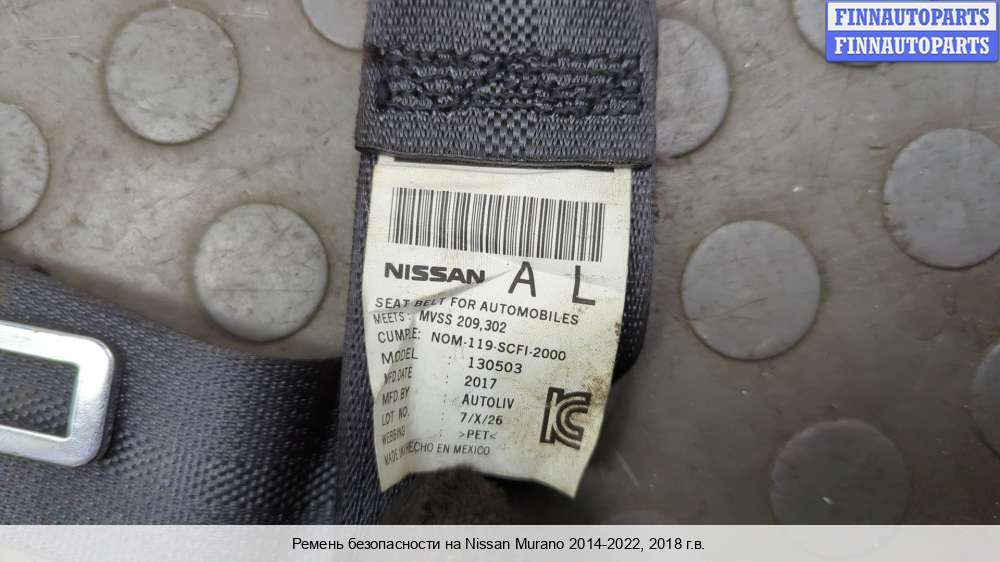 FINNAUTOPARTS
FINNAUTOPARTS
NISSAN A L
SEAT BELT FOR AUTOMOBILES
MEETS: MVSS 209,302
CUMPLE: NOM-119-SCFI-2000
MODEL : 130503
MFD.DATE : 2017
MFD.BY : AUTOLIV
LOT NO. : 7/X/26
WEBBING : >PET<
MADE IN/HECHO EN MEXICO
Ремень безопасности на Nissan Murano 2014-2022, 2018 г.в.